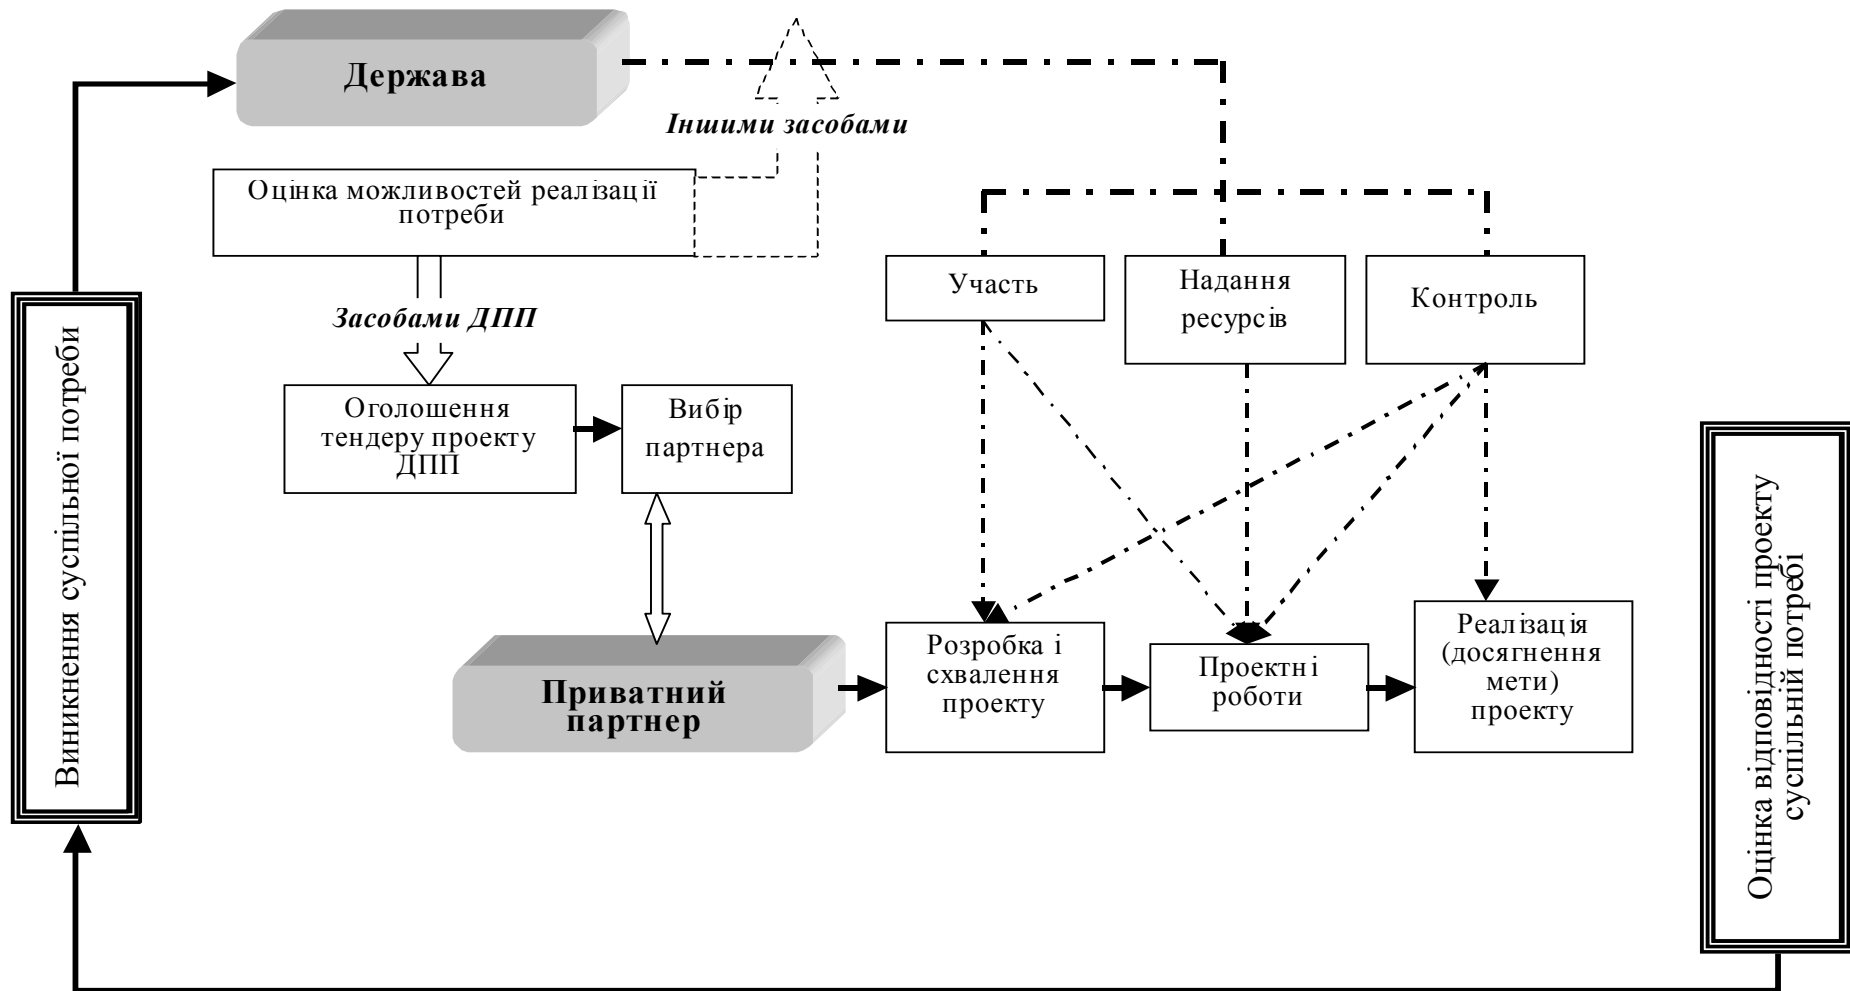 Держава
Іншими засобами
Оцінка можливостей реалізації
потреби
Засобами ДПП
Участь
Надання
ресурсів
Контроль
Виникнення суспільної потреби
Оголошення
тендеру проекту
ДПП
Вибір
партнера
Приватний
партнер
Розробка і
схвалення
проекту
Проектні
роботи
Реалізація
(досягнення
мети)
проекту
Оцінка відповідності проекту
суспільній потребі